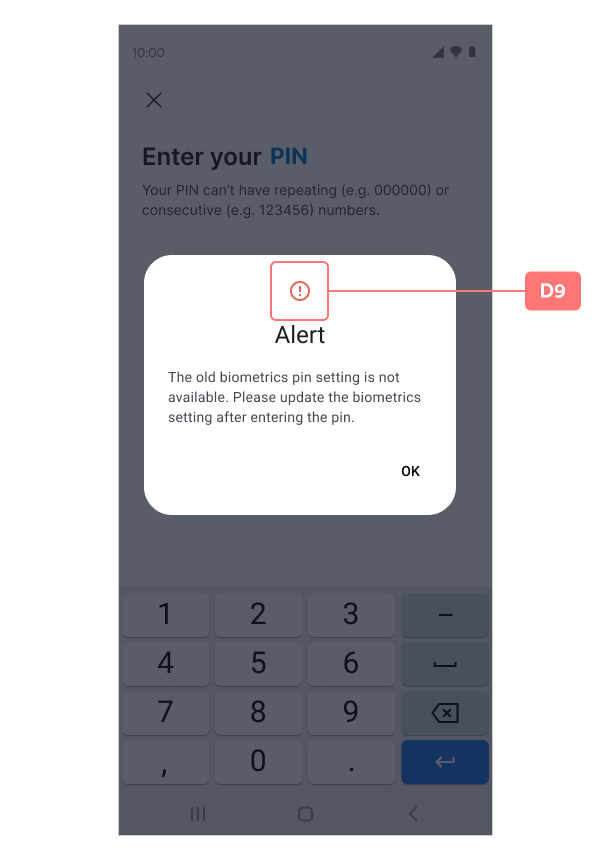 10:00
Enter your PIN
Your PIN can't have repeating (e.g. 000000) or
consecutive (e.g. 123456) numbers.
D9
Alert
The old biometrics pin setting is not
available. Please update the biometrics
setting after entering the pin.
OK
1 2 3 –
4 5 6
7 8 9
, 0 .